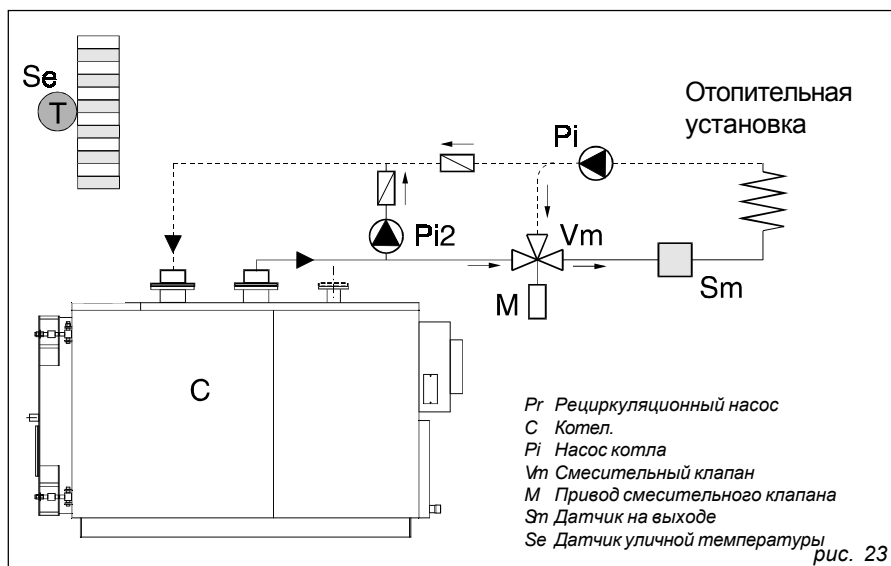 Se
T
Отопительная
установка
Pi
Pi2
Vm
M
Sm
C
Pr Рециркуляционный насос
C Котел.
Pi Насос котла
Vm Смесительный клапан
M Привод смесительного клапана
Sm Датчик на выходе
Se Датчик уличной температуры
рис. 23